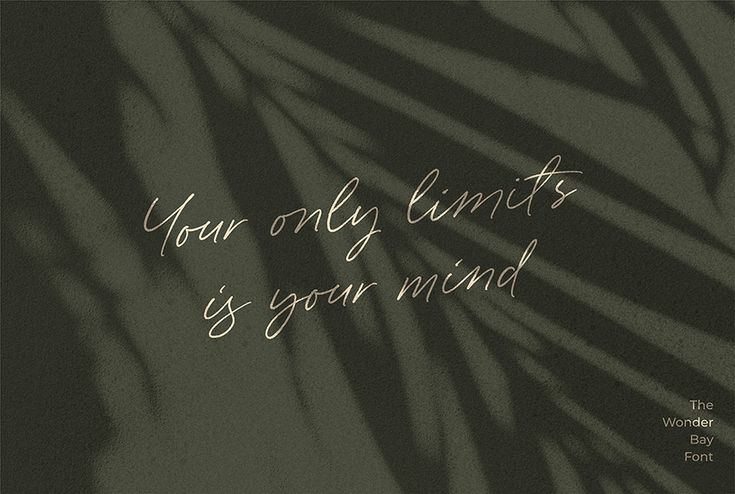 Your only limits
is your mind
The
Wonder
Bay
Font